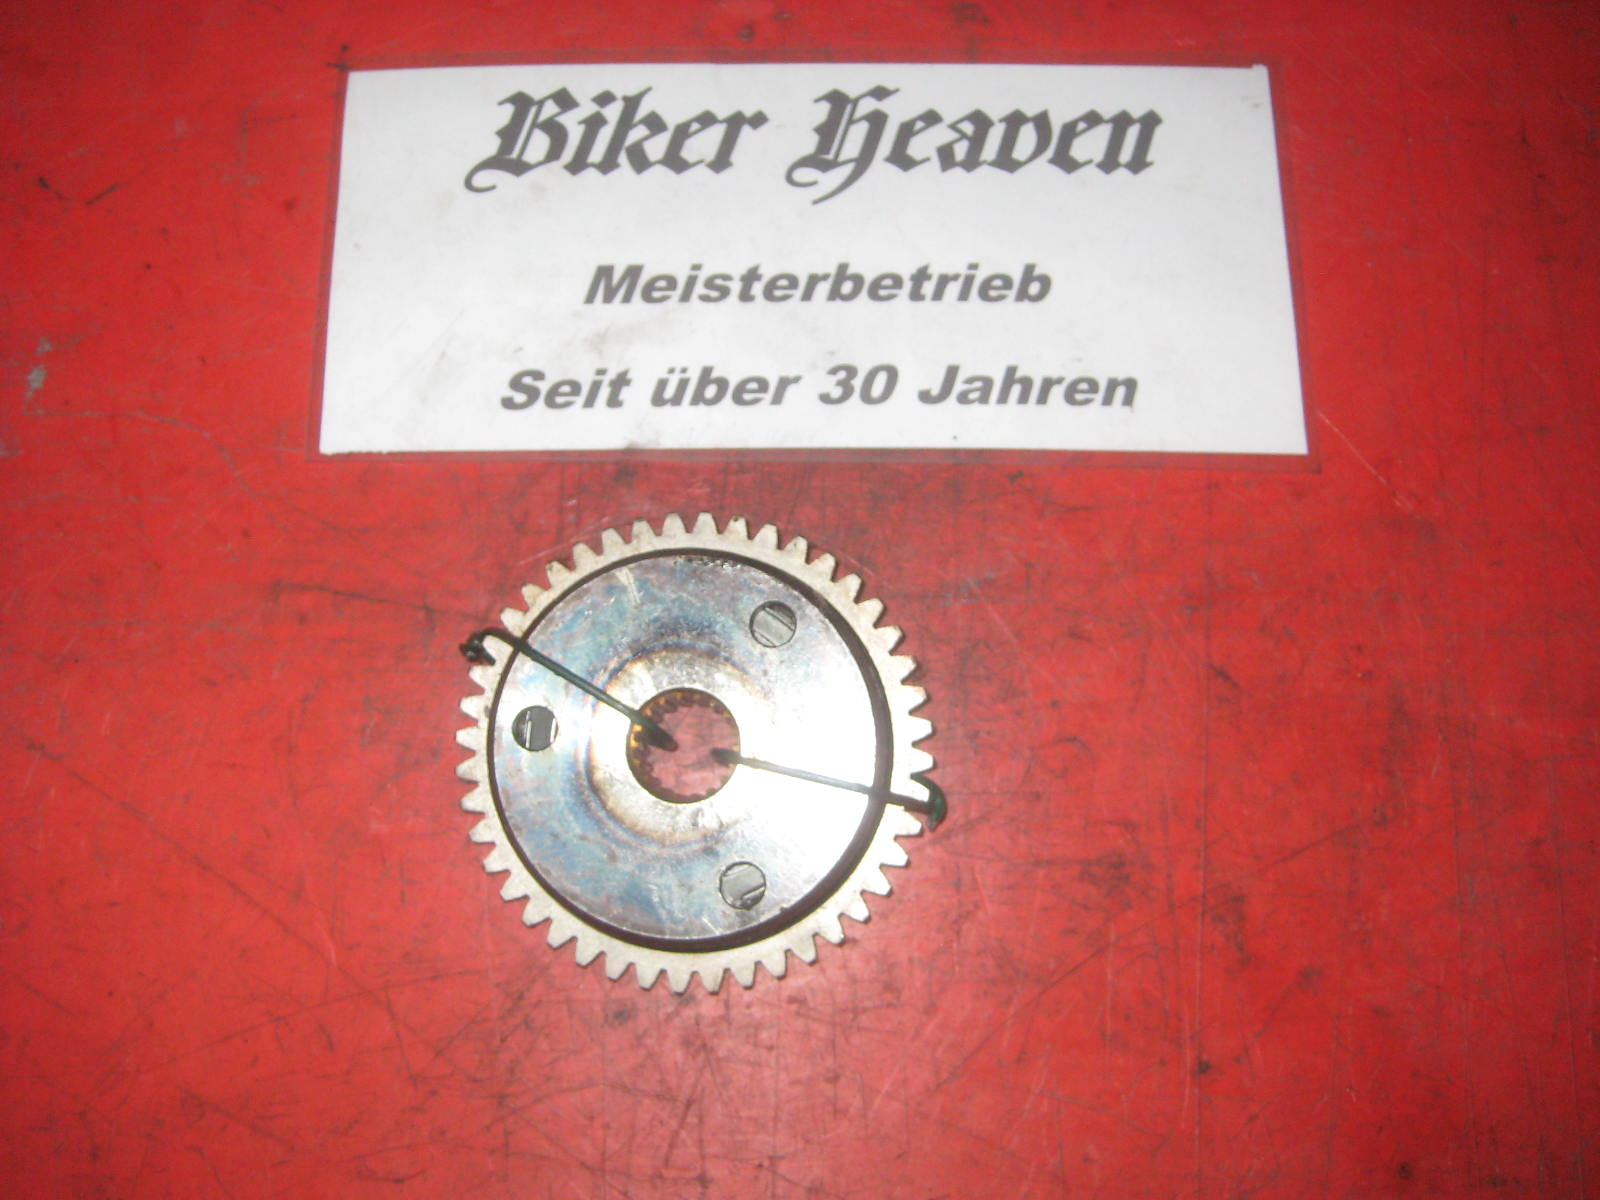 Biker Heaven
Meisterbetrieb
Seit über 30 Jahren